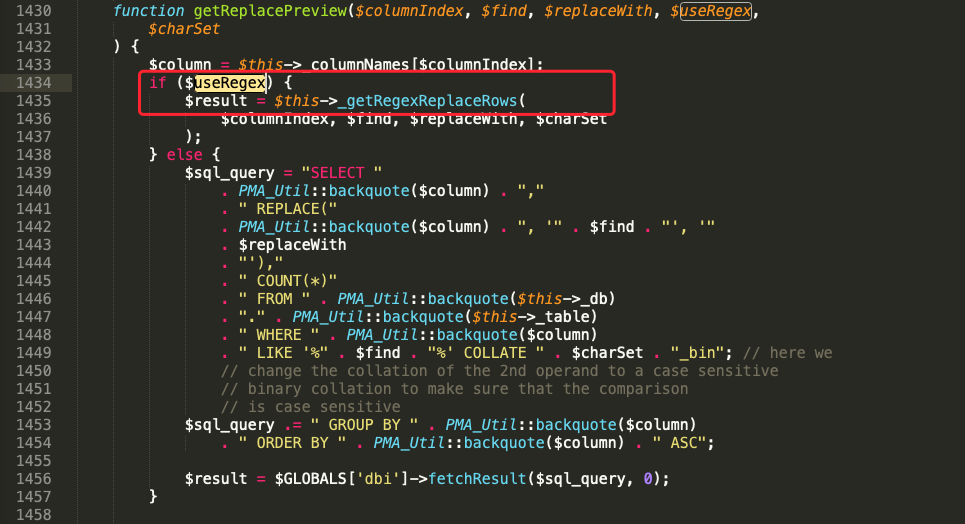 1430 function getReplacePreview($columnIndex, $find, $replaceWith, $useRegex,
1431 $charSet
1432 ) {
1433 $column = $this->_columnNames[$columnIndex];
1434 if ($useRegex) {
1435 $result = $this->_getRegexReplaceRows(
1436 $columnIndex, $find, $replaceWith, $charSet
1437 );
1438 } else {
1439 $sql_query = "SELECT "
1440 . PMA_Util::backquote($column) . ","
1441 . " REPLACE("
1442 . PMA_Util::backquote($column) . ", '" . $find . "', '"
1443 . $replaceWith
1444 . "'),"
1445 . " COUNT(*)"
1446 . " FROM " . PMA_Util::backquote($this->_db)
1447 . "." . PMA_Util::backquote($this->_table)
1448 . " WHERE " . PMA_Util::backquote($column)
1449 . " LIKE '%" . $find . "%' COLLATE " . $charSet . "_bin"; // here we
1450 // change the collation of the 2nd operand to a case sensitive
1451 // binary collation to make sure that the comparison
1452 // is case sensitive
1453 $sql_query .= " GROUP BY " . PMA_Util::backquote($column)
1454 . " ORDER BY " . PMA_Util::backquote($column) . " ASC";
1455
1456 $result = $GLOBALS['dbi']->fetchResult($sql_query, 0);
1457 }
1458